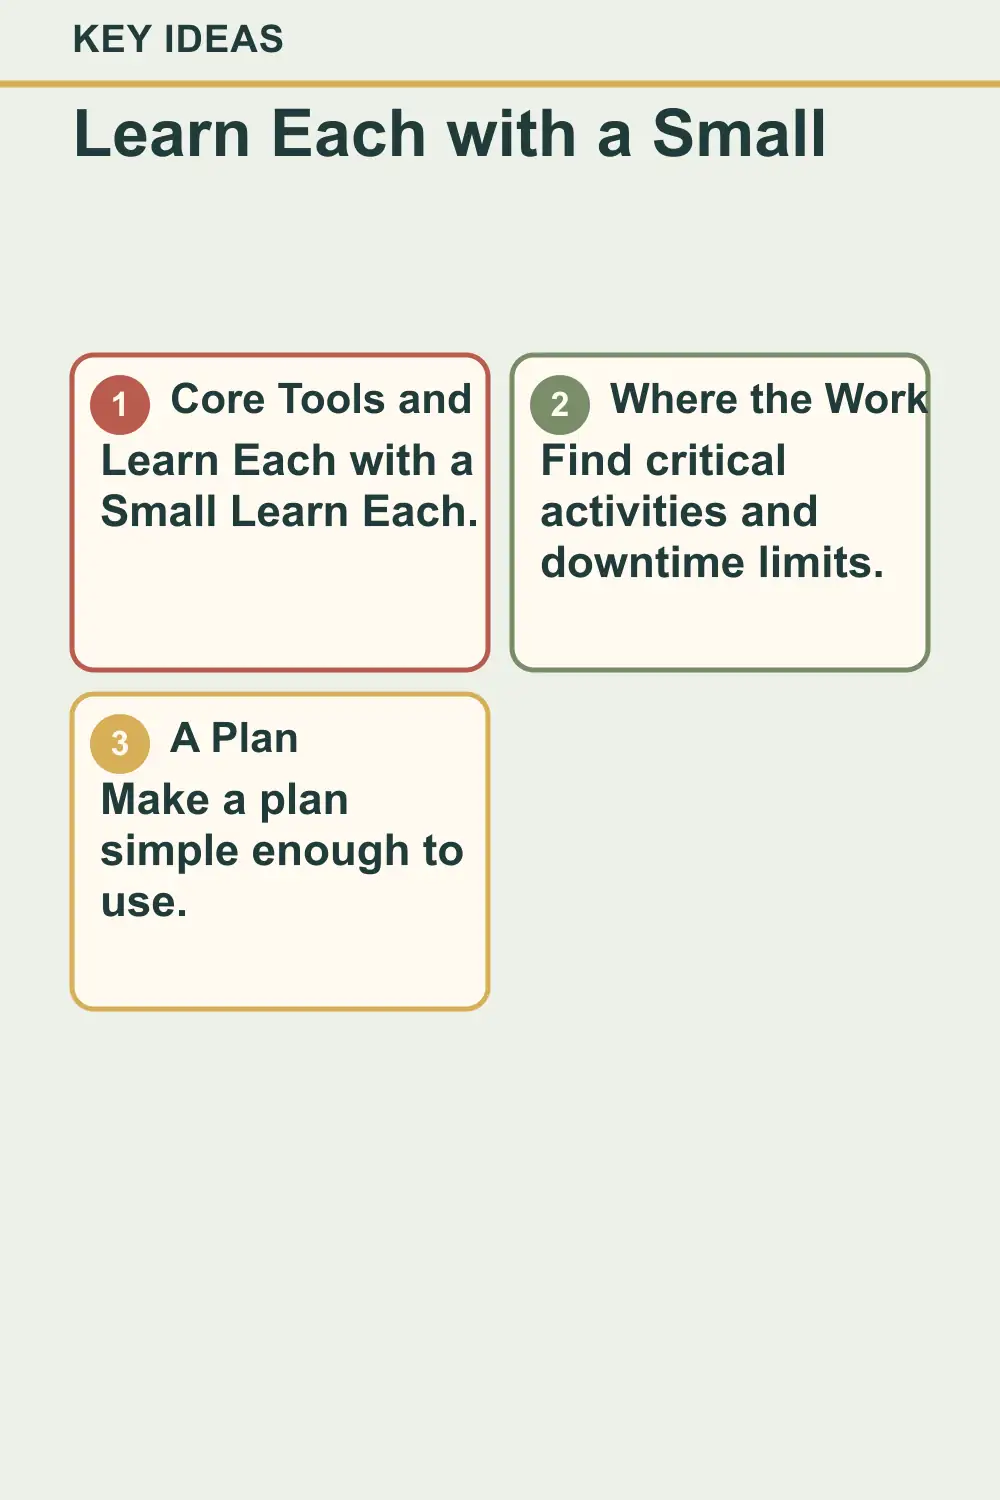 KEY IDEAS
Learn Each with a Small
1
Core Tools and
Learn Each with a
Small Learn Each.
2
Where the Work
Find critical
activities and
downtime limits.
3
A Plan
Make a plan
simple enough to
use.